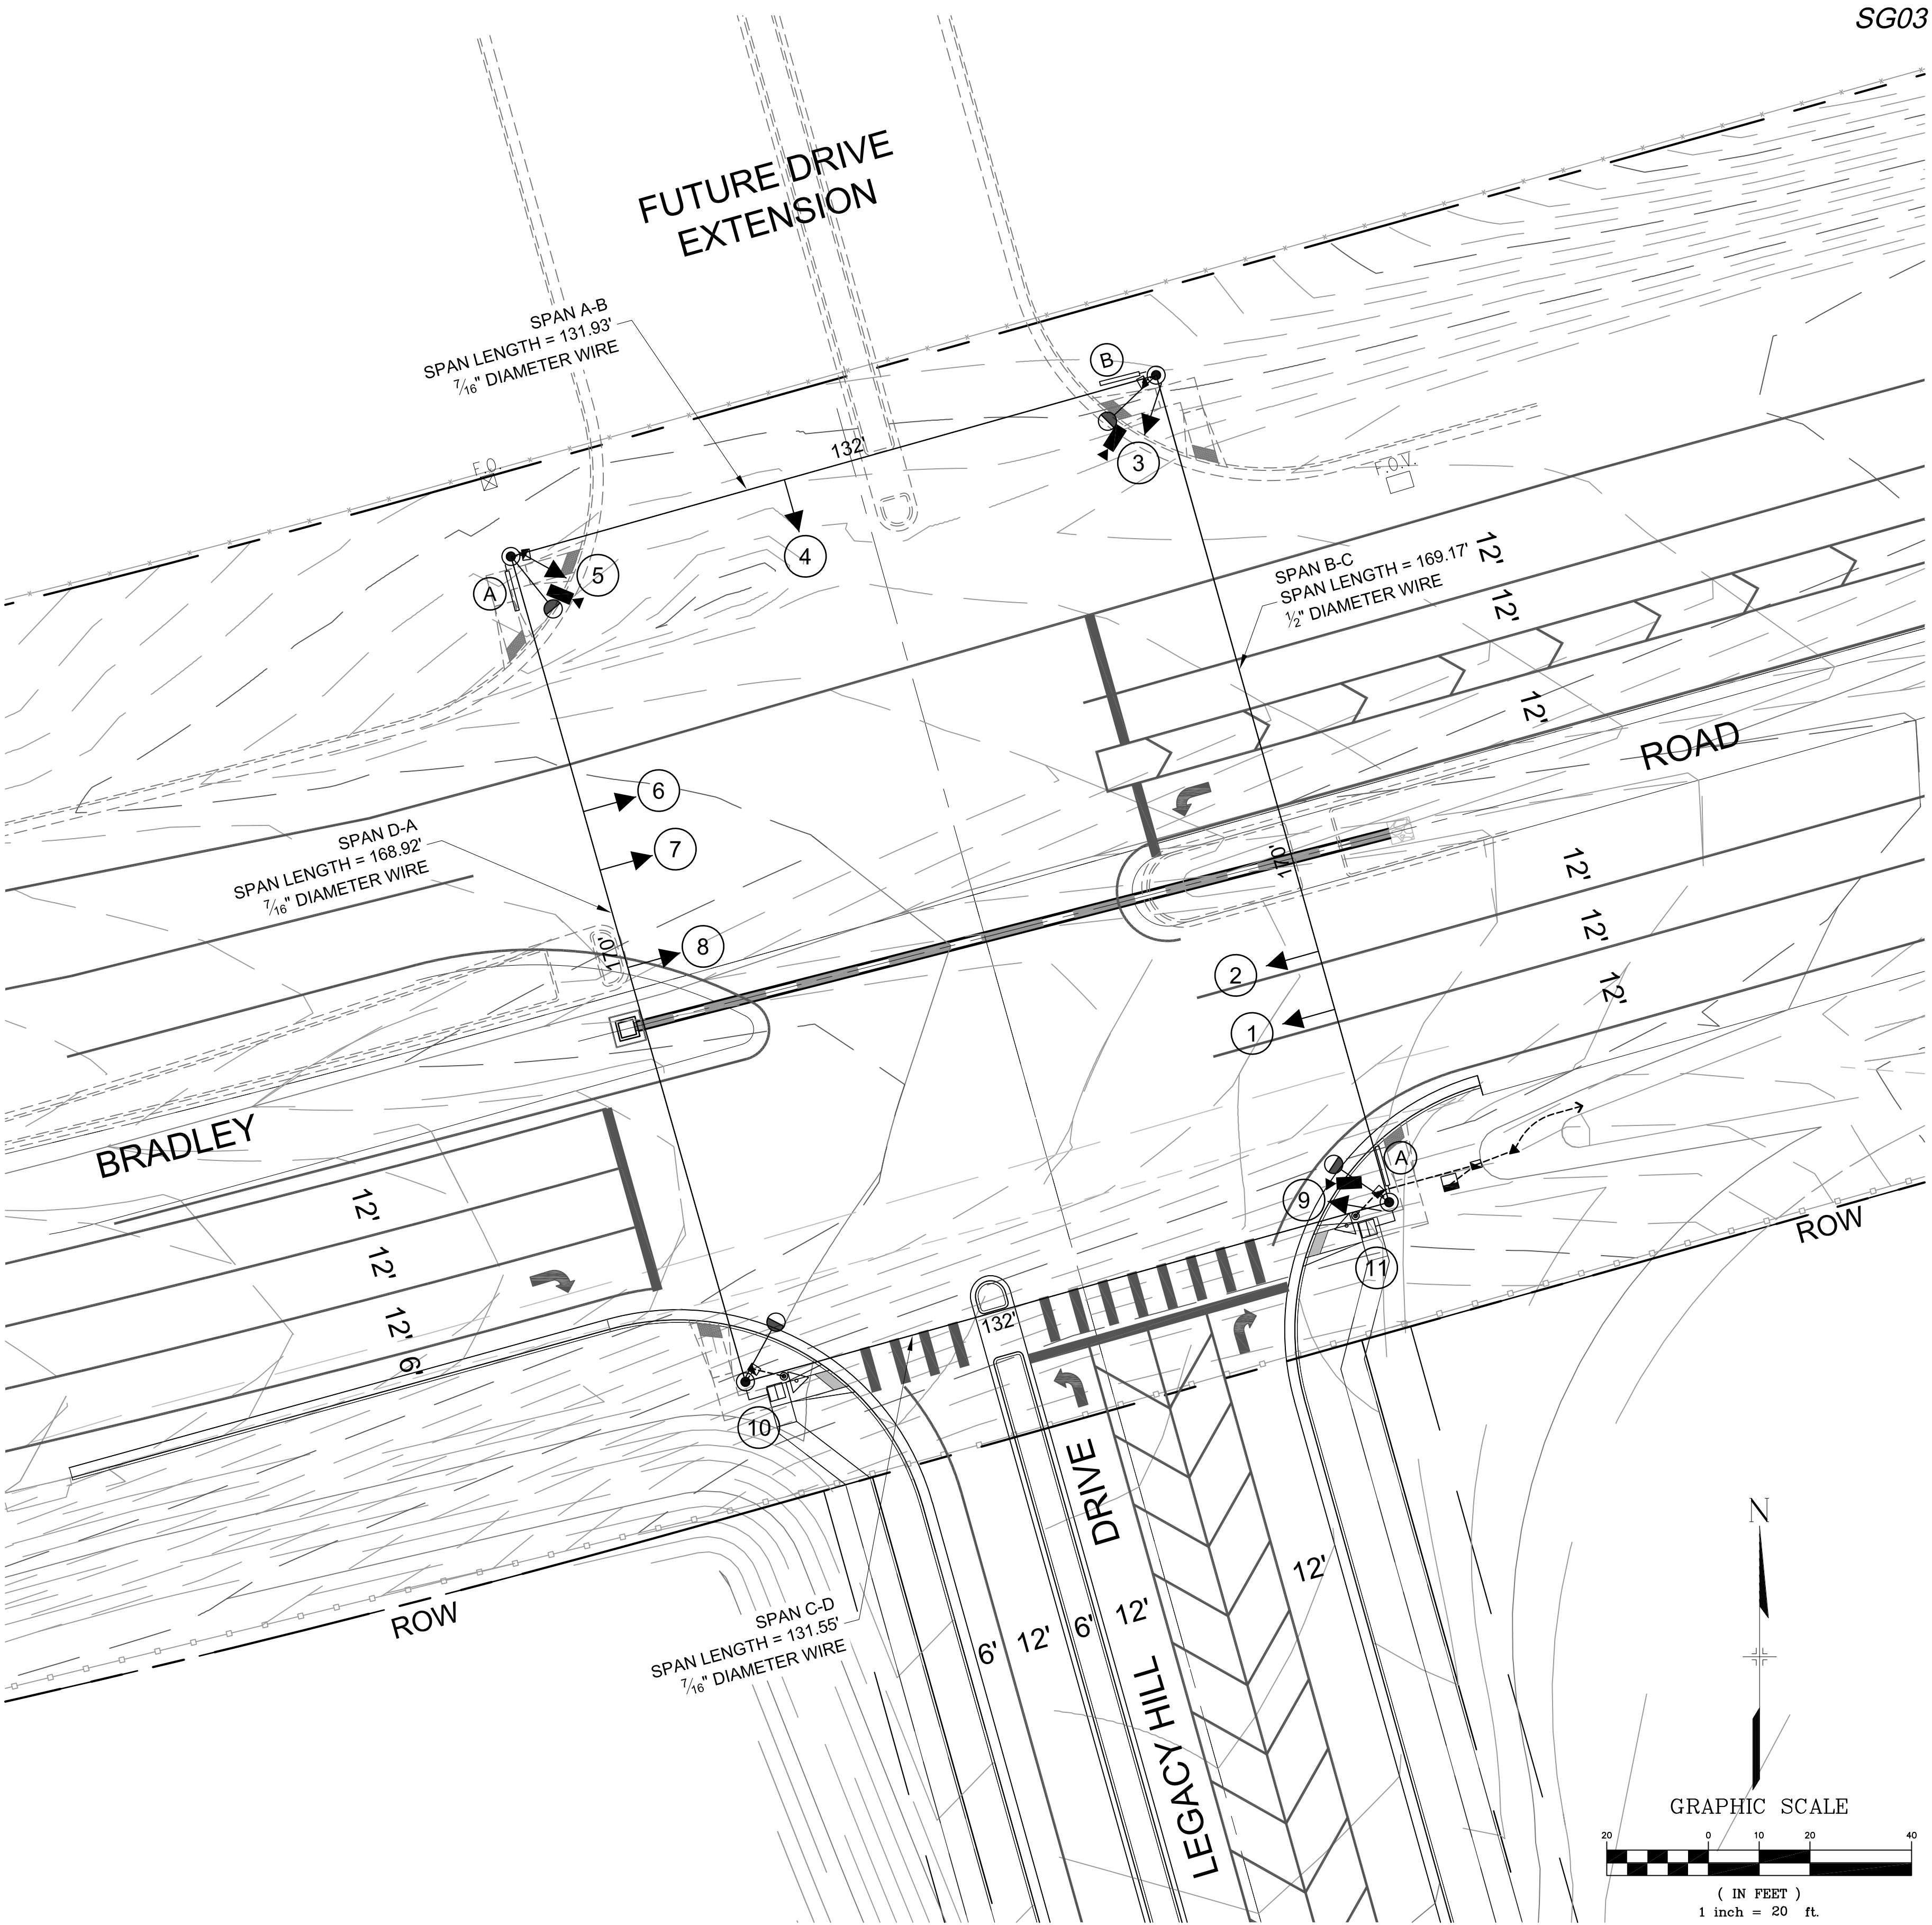 SG03
FUTURE DRIVE
EXTENSION
SPAN A-B
SPAN LENGTH = 131.93'
7/16" DIAMETER WIRE
B
132'
3
F.O.
F.O.V.
4
5
A
SPAN B-C
SPAN LENGTH = 169.17'
1/2" DIAMETER WIRE
12'
12'
12'
ROAD
6
7
SPAN D-A
SPAN LENGTH = 168.92'
7/16" DIAMETER WIRE
170'
170'
8
2
1
12'
12'
12'
BRADLEY
A
9
11
ROW
12'
12'
12'
6'
132'
10
ROW
SPAN C-D
SPAN LENGTH = 131.55'
7/16" DIAMETER WIRE
6'
12'
6'
12'
12'
LEGACY HILL DRIVE
N
GRAPHIC SCALE
20 0 10 20 40
( IN FEET )
1 inch = 20 ft.